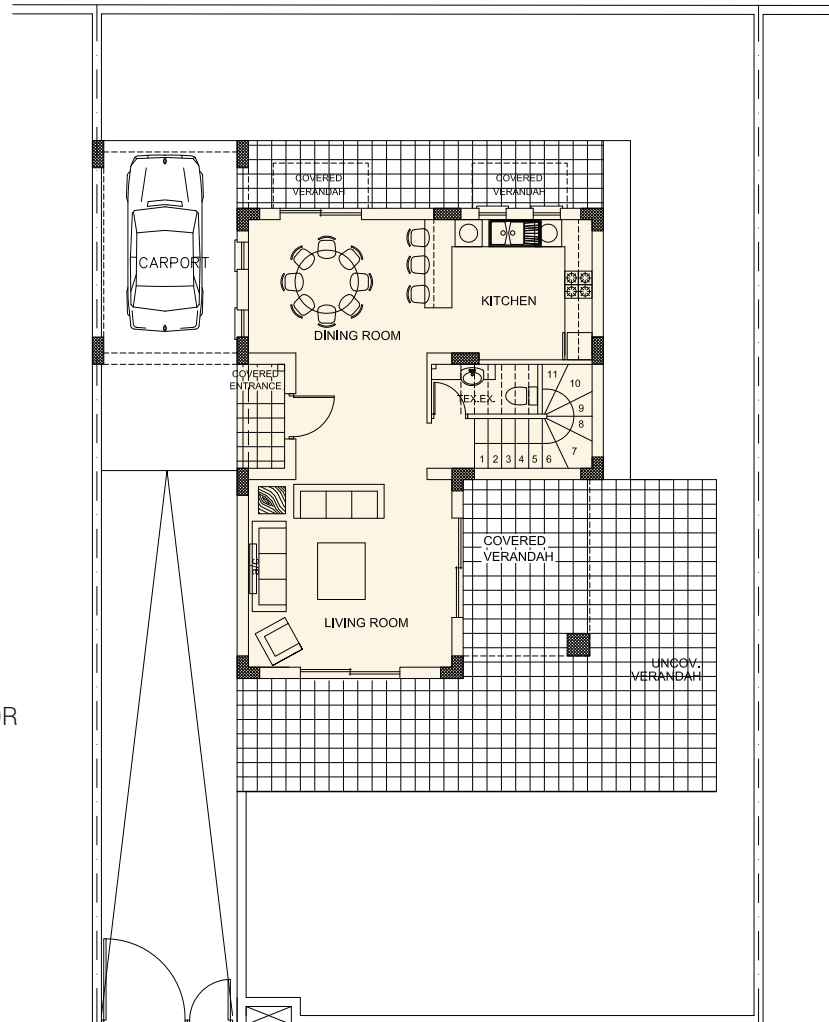 COVERED
VERANDAH
COVERED
VERANDAH
CARPORT
KITCHEN
DINING ROOM
COVERED
ENTRANCE
TEX.EX.
11
10
9
8
7
1 2 3 4 5 6
COVERED
VERANDAH
a/c
LIVING ROOM
UNCOV.
VERANDAH
OR